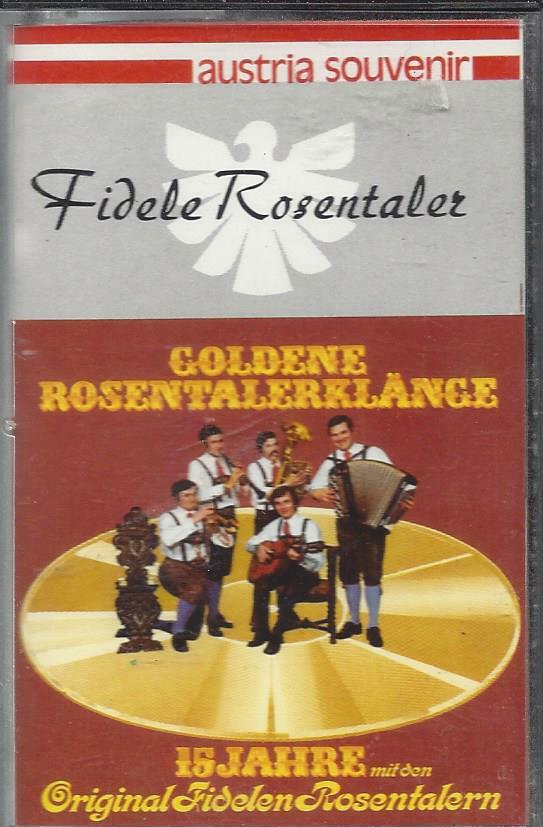 austria souvenir
Fidele Rosentaler
GOLDENE
ROSENTALERKLÄNGE
15 JAHRE mit den
Original Fidelen Rosentalern